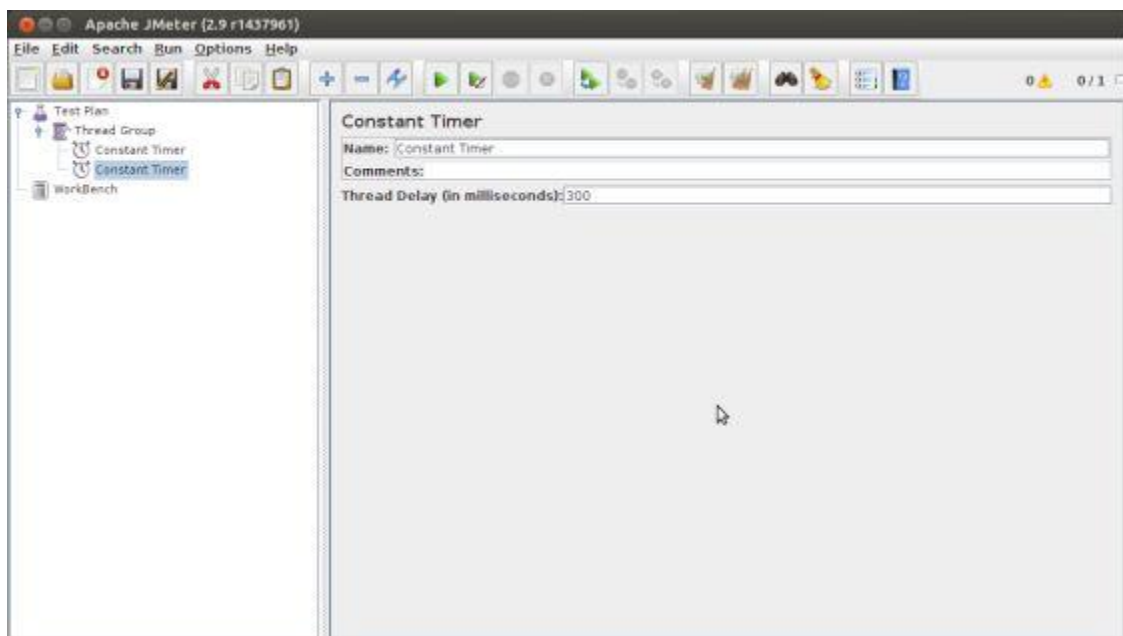 Apache JMeter (2.9 r1437961)
File Edit Search Run Options Help
0 0/1
Test Plan
Thread Group
Constant Timer
Constant Timer
WorkBench
Constant Timer
Name: Constant Timer
Comments:
Thread Delay (in milliseconds): 300